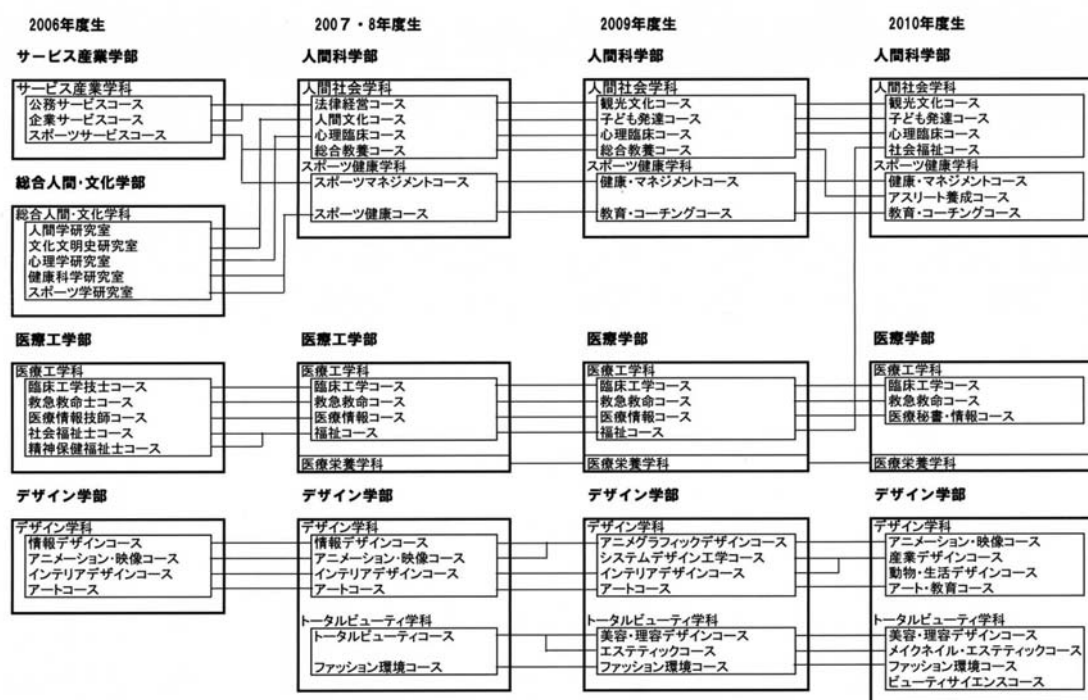 2006年度生
サービス産業学部
サービス産業学科
公務サービスコース
企業サービスコース
スポーツサービスコース
総合人間・文化学部
総合人間・文化学科
人間学研究室
文化文明史研究室
心理学研究室
健康科学研究室
スポーツ学研究室
医療工学部
医療工学科
臨床工学技士コース
救急救命士コース
医療情報技師コース
社会福祉士コース
精神保健福祉士コース
デザイン学部
デザイン学科
情報デザインコース
アニメーション・映像コース
インテリアデザインコース
アートコース
2007・8年度生
人間科学部
人間社会学科
法律経営コース
人間文化コース
心理臨床コース
総合教養コース
スポーツ健康学科
スポーツマネジメントコース
スポーツ健康コース
医療工学部
医療工学科
臨床工学コース
救急救命コース
医療情報コース
福祉コース
医療栄養学科
デザイン学部
デザイン学科
情報デザインコース
アニメーション・映像コース
インテリアデザインコース
アートコース
トータルビューティ学科
トータルビューティコース
ファッション環境コース
2009年度生
人間科学部
人間社会学科
観光文化コース
子ども発達コース
心理臨床コース
総合教養コース
スポーツ健康学科
健康・マネジメントコース
教育・コーチングコース
医療学部
医療工学科
臨床工学コース
救急救命コース
医療情報コース
福祉コース
医療栄養学科
デザイン学部
デザイン学科
アニメグラフィックデザインコース
システムデザイン工学コース
インテリアデザインコース
アートコース
トータルビューティ学科
美容・理容デザインコース
エステティックコース
ファッション環境コース
2010年度生
人間科学部
人間社会学科
観光文化コース
子ども発達コース
心理臨床コース
社会福祉コース
スポーツ健康学科
健康・マネジメントコース
アスリート養成コース
教育・コーチングコース
医療学部
医療工学科
臨床工学コース
救急救命コース
医療秘書・情報コース
医療栄養学科
デザイン学部
デザイン学科
アニメーション・映像コース
産業デザインコース
動物・生活デザインコース
アート・教育コース
トータルビューティ学科
美容・理容デザインコース
メイクネイル・エステティックコース
ファッション環境コース
ビューティサイエンスコース